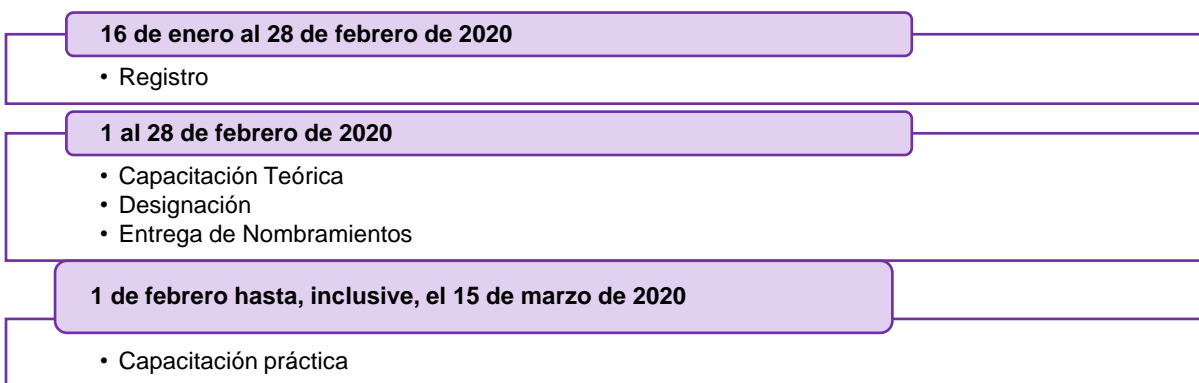 16 de enero al 28 de febrero de 2020
• Registro
1 al 28 de febrero de 2020
• Capacitación Teórica
• Designación
• Entrega de Nombramientos
1 de febrero hasta, inclusive, el 15 de marzo de 2020
• Capacitación práctica